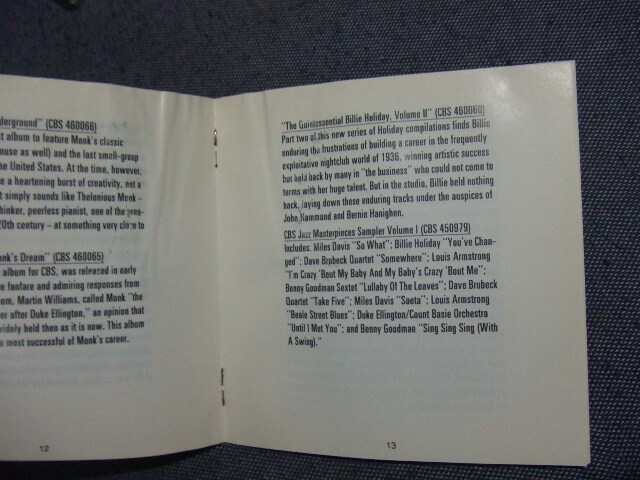 derground" (CBS 460066)
t album to feature Monk's classic
ouse as well) and the last small-group
he United States. At the time, however,
e a heartening burst of creativity, not a
t simply sounds like Thelonious Monk –
hinker, peerless pianist, one of the grea-
20th century – at something very close to
nk's Dream" (CBS 460065)
album for CBS, was released in early
e fanfare and admiring responses from
om, Martin Williams, called Monk "the
er after Duke Ellington," an opinion that
widely held then as it is now. This album
e most successful of Monk's career.
12
"The Quintessential Billie Holiday, Volume II" (CBS 460060)
Part two of this new series of Holiday compilations finds Billie
enduring the frustrations of building a career in the frequently
exploitative nightclub world of 1936, winning artistic success
but held back by many in "the business" who could not come to
terms with her huge talent. But in the studio, Billie held nothing
back, laying down these enduring tracks under the auspices of
John Hammond and Bernie Hanighen.
CBS Jazz Masterpieces Sampler Volume I (CBS 450979)
Includes: Miles Davis "So What"; Billie Holiday "You've Chan-
ged"; Dave Brubeck Quartet "Somewhere"; Louis Armstrong
"I'm Crazy 'Bout My Baby And My Baby's Crazy 'Bout Me";
Benny Goodman Sextet "Lullaby Of The Leaves"; Dave Brubeck
Quartet "Take Five"; Miles Davis "Saeta"; Louis Armstrong
"Beale Street Blues"; Duke Ellington/Count Basie Orchestra
"Until I Met You"; and Benny Goodman "Sing Sing Sing (With
A Swing)."
13